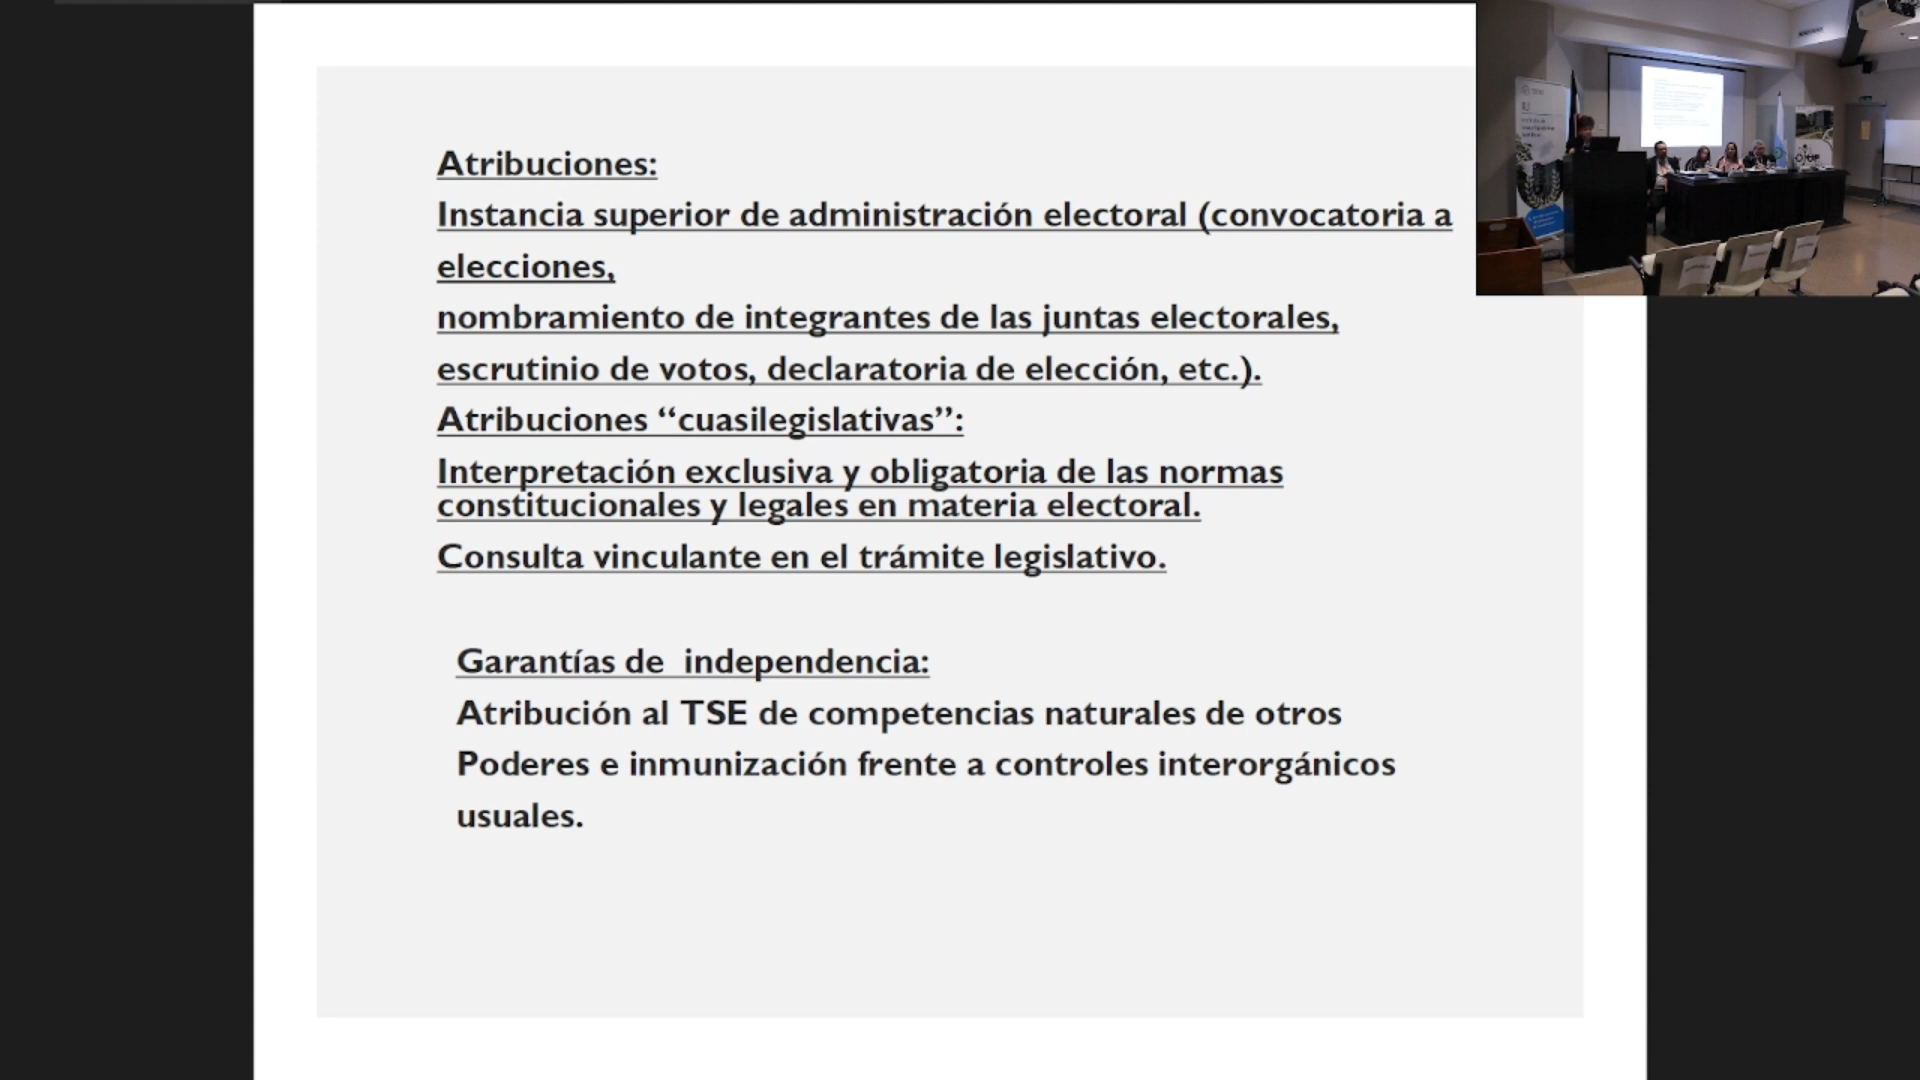 Atribuciones:
Instancia superior de administración electoral (convocatoria a
elecciones,
nombramiento de integrantes de las juntas electorales,
escrutinio de votos, declaratoria de elección, etc.).
Atribuciones “cuasilegislativas”:
Interpretación exclusiva y obligatoria de las normas
constitucionales y legales en materia electoral.
Consulta vinculante en el trámite legislativo.
Garantías de  independencia:
Atribución al TSE de competencias naturales de otros
Poderes e inmunización frente a controles interorgánicos
usuales.